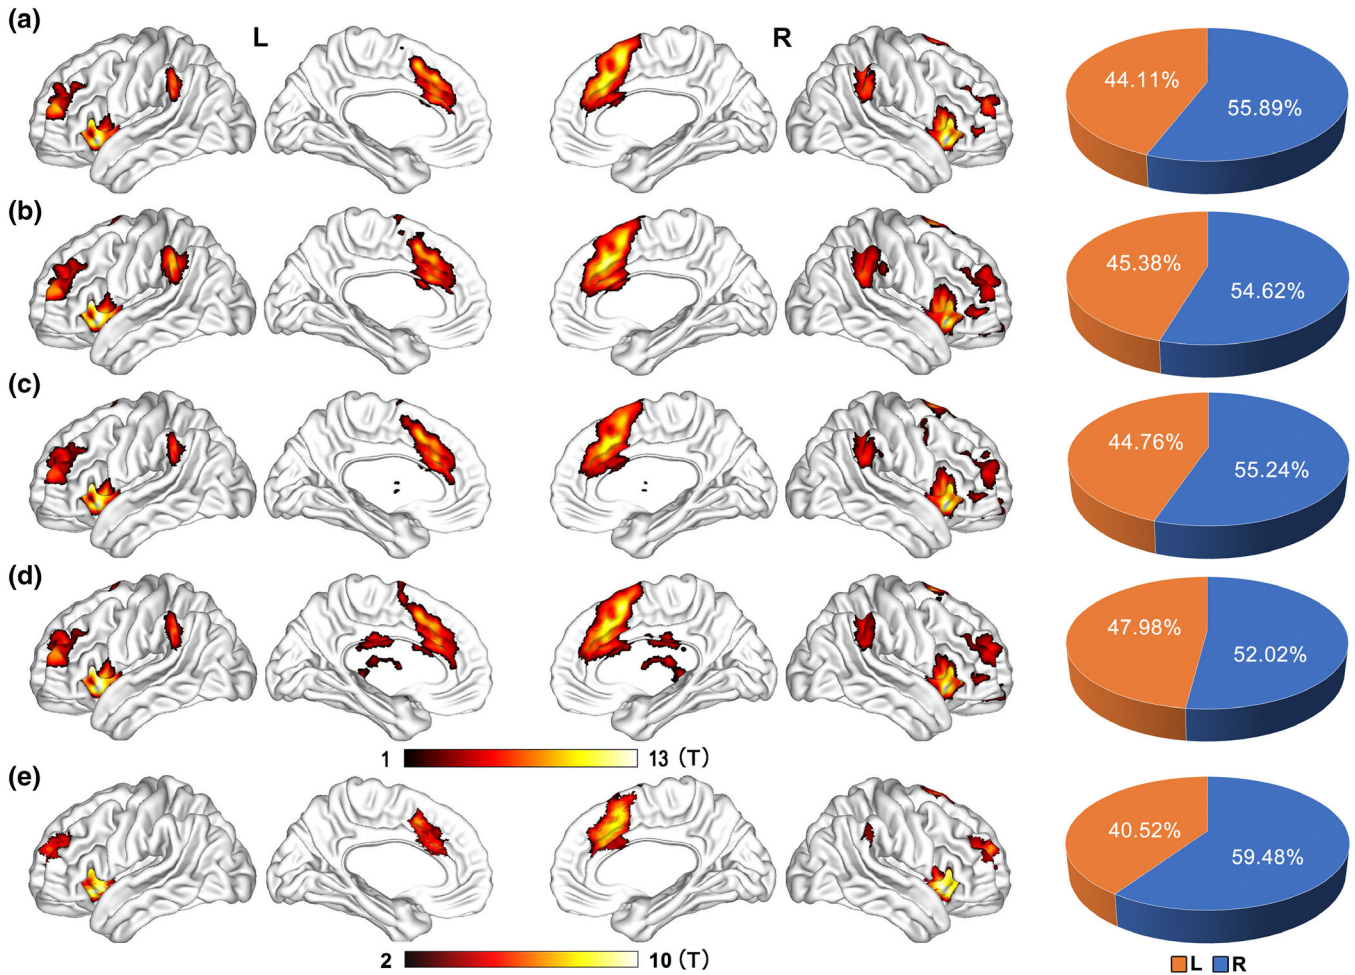 (a) L R
44.11% 55.89%
(b)
45.38% 54.62%
(c)
44.76% 55.24%
(d)
47.98% 52.02%
1 13 (T)
(e)
40.52% 59.48%
2 10 (T)
L R